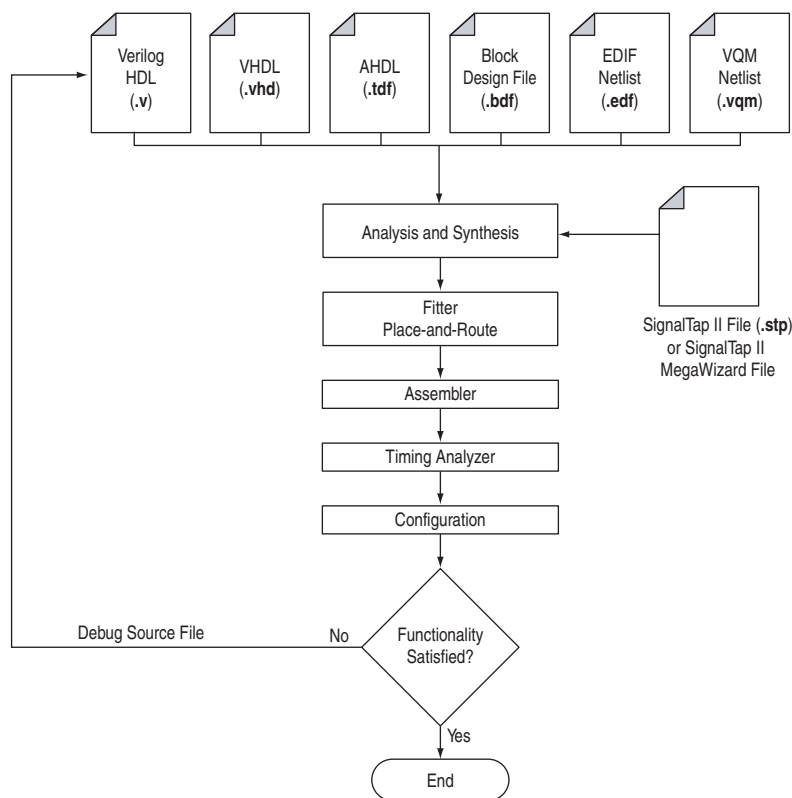 Verilog
HDL
(.v)
VHDL
(.vhd)
AHDL
(.tdf)
Block
Design File
(.bdf)
EDIF
Netlist
(.edf)
VQM
Netlist
(.vqm)
Analysis and Synthesis
SignalTap II File (.stp)
or SignalTap II
MegaWizard File
Fitter
Place-and-Route
Assembler
Timing Analyzer
Configuration
Debug Source File
No
Functionality
Satisfied?
Yes
End